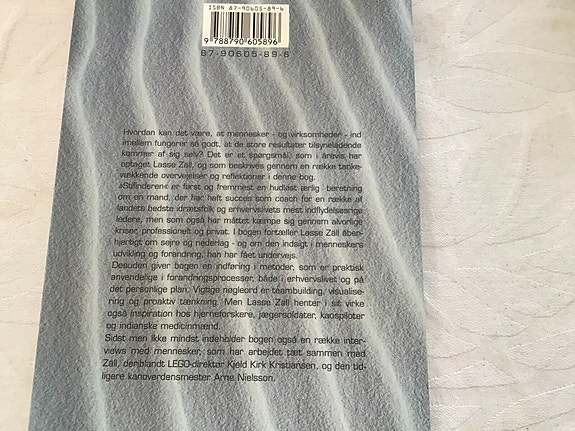 ISBN 87-90605-89-6
9 788790 605896
87-90605-89-6
Hvordan kan det være, at mennesker - og virksomheder - ind
imellem fungerer så godt, at de store resultater tilsyneladende
kommer af sig selv? Det er et spørgsmål, som i årevis har
optaget Lasse Zäll, og som beskrives gennem en række tanke-
vækkende overvejelser og refleksioner i denne bog.
»Stifinderen« er først og fremmest en hudløst ærlig beretning
om en mand, der har haft succes som coach for en række af
landets bedste idrætsfolk og erhvervslivets mest indflydelsesrige
ledere, men som også har måttet kæmpe sig gennem alvorlige
kriser, professionelt og privat. I bogen fortæller Lasse Zäll åben-
hjertigt om sejre og nederlag - og om den indsigt i menneskers
udvikling og forandring, han har fået undervejs.
Desuden giver bogen en indføring i metoder, som er praktisk
anvendelige i forandringsprocesser, både i erhvervslivet og på
det personlige plan. Vigtige nøgleord er teambuilding, visualise-
ring og proaktiv tænkning. Men Lasse Zäll henter i sit virke
også inspiration hos hjerneforskere, jægersoldater, kaospiloter
og indianske medicinmænd.
Sidst men ikke mindst indeholder bogen også en række inter-
views med mennesker, som har arbejdet tæt sammen med
Zäll, deriblandt LEGO-direktør Kjeld Kirk Kristiansen, og den tid-
ligere kanoverdensmester Arne Nielsson.